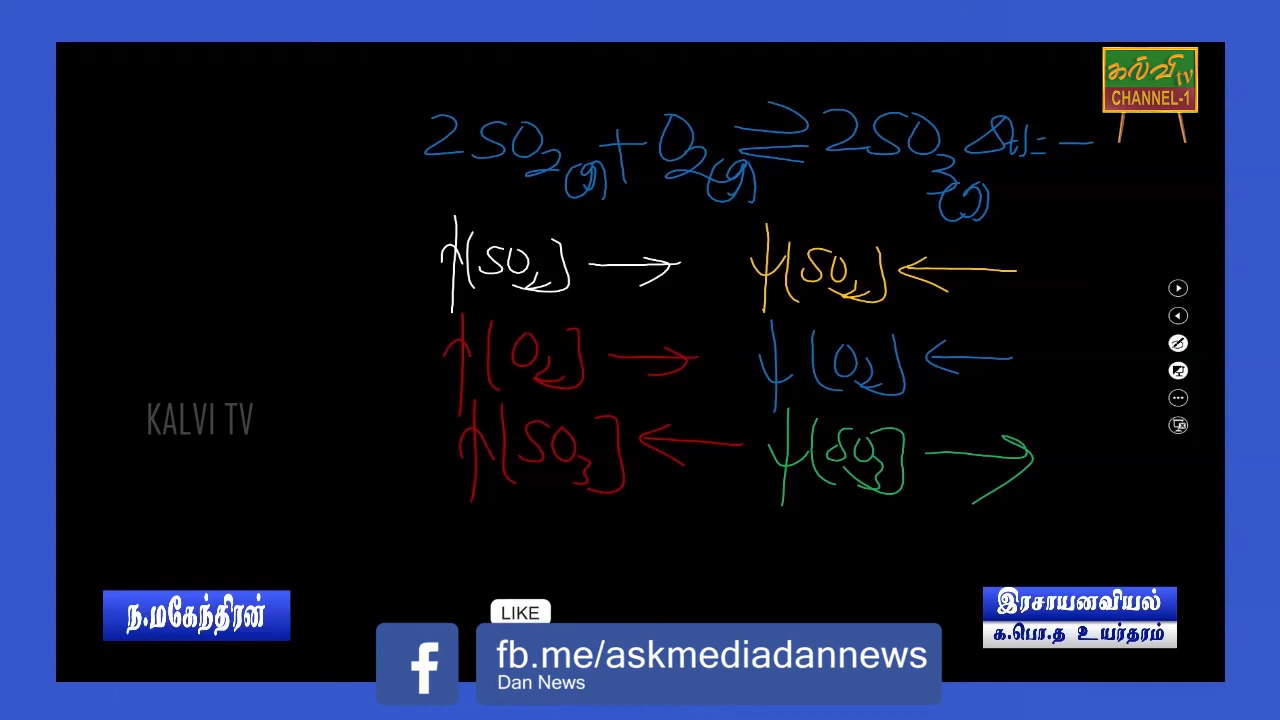 கல்வி tv
CHANNEL-1
2SO₂(g) + O₂(g) ⇌ 2SO₃(g) ΔH = -
↑[SO₂] → ↓[SO₂] ←
↑[O₂] → ↓[O₂] ←
↑[SO₃] ← ↓[SO₃] →
KALVI TV
ந.மகேந்திரன்
இரசாயனவியல்
க.பொ.த உயர்தரம்
LIKE
f fb.me/askmediadannews
Dan News